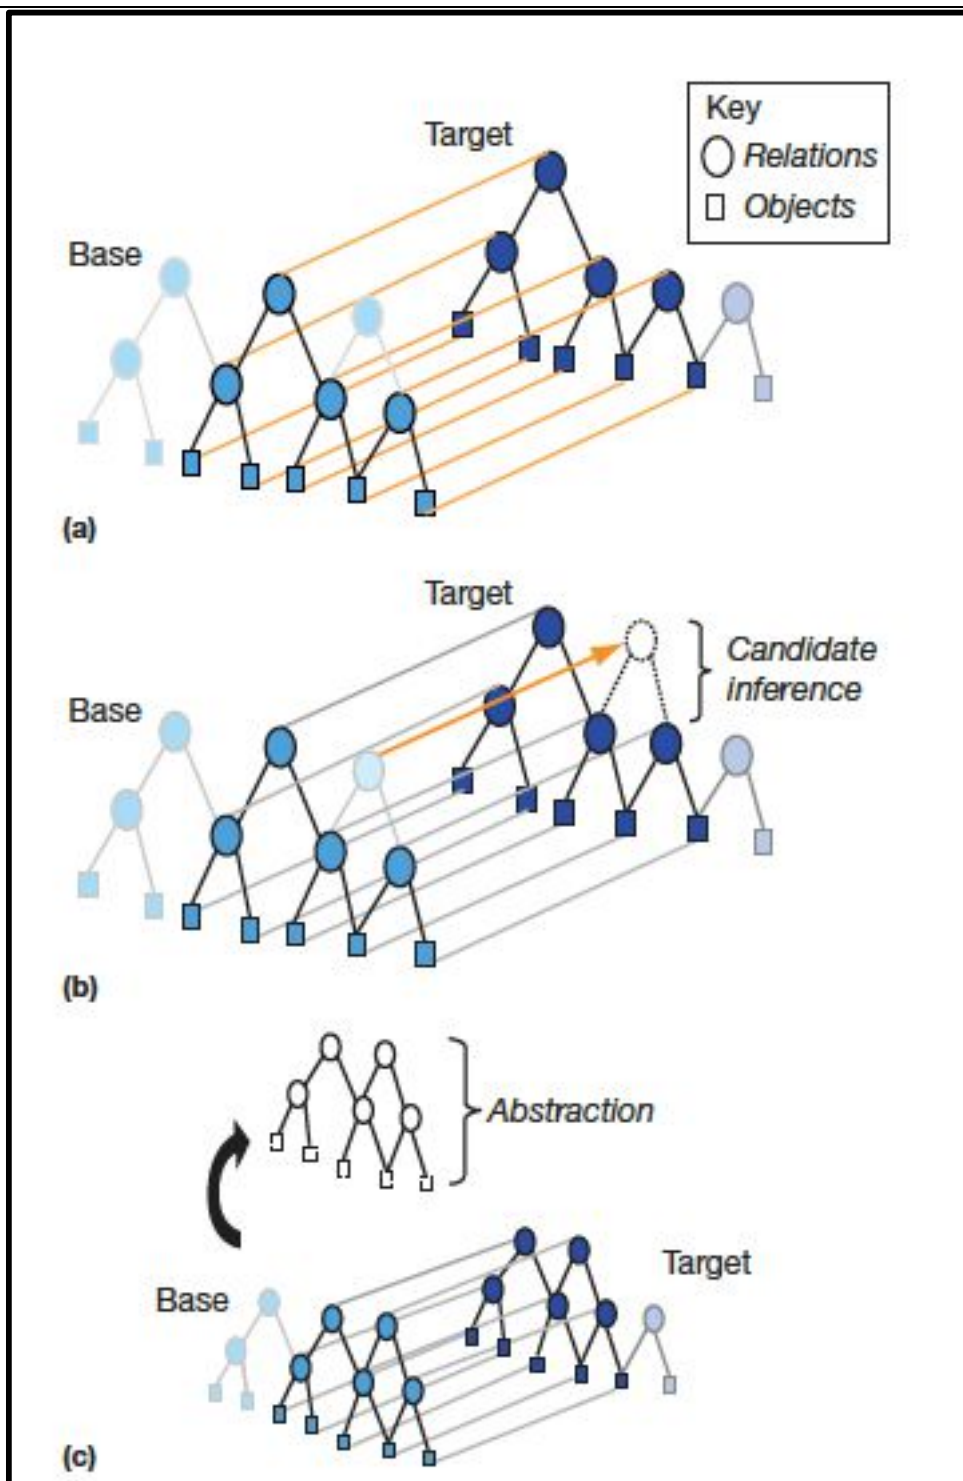 Key
Relations
Objects
Target
Base
(a)
Target
Candidate
inference
Base
(b)
Abstraction
Target
Base
(c)